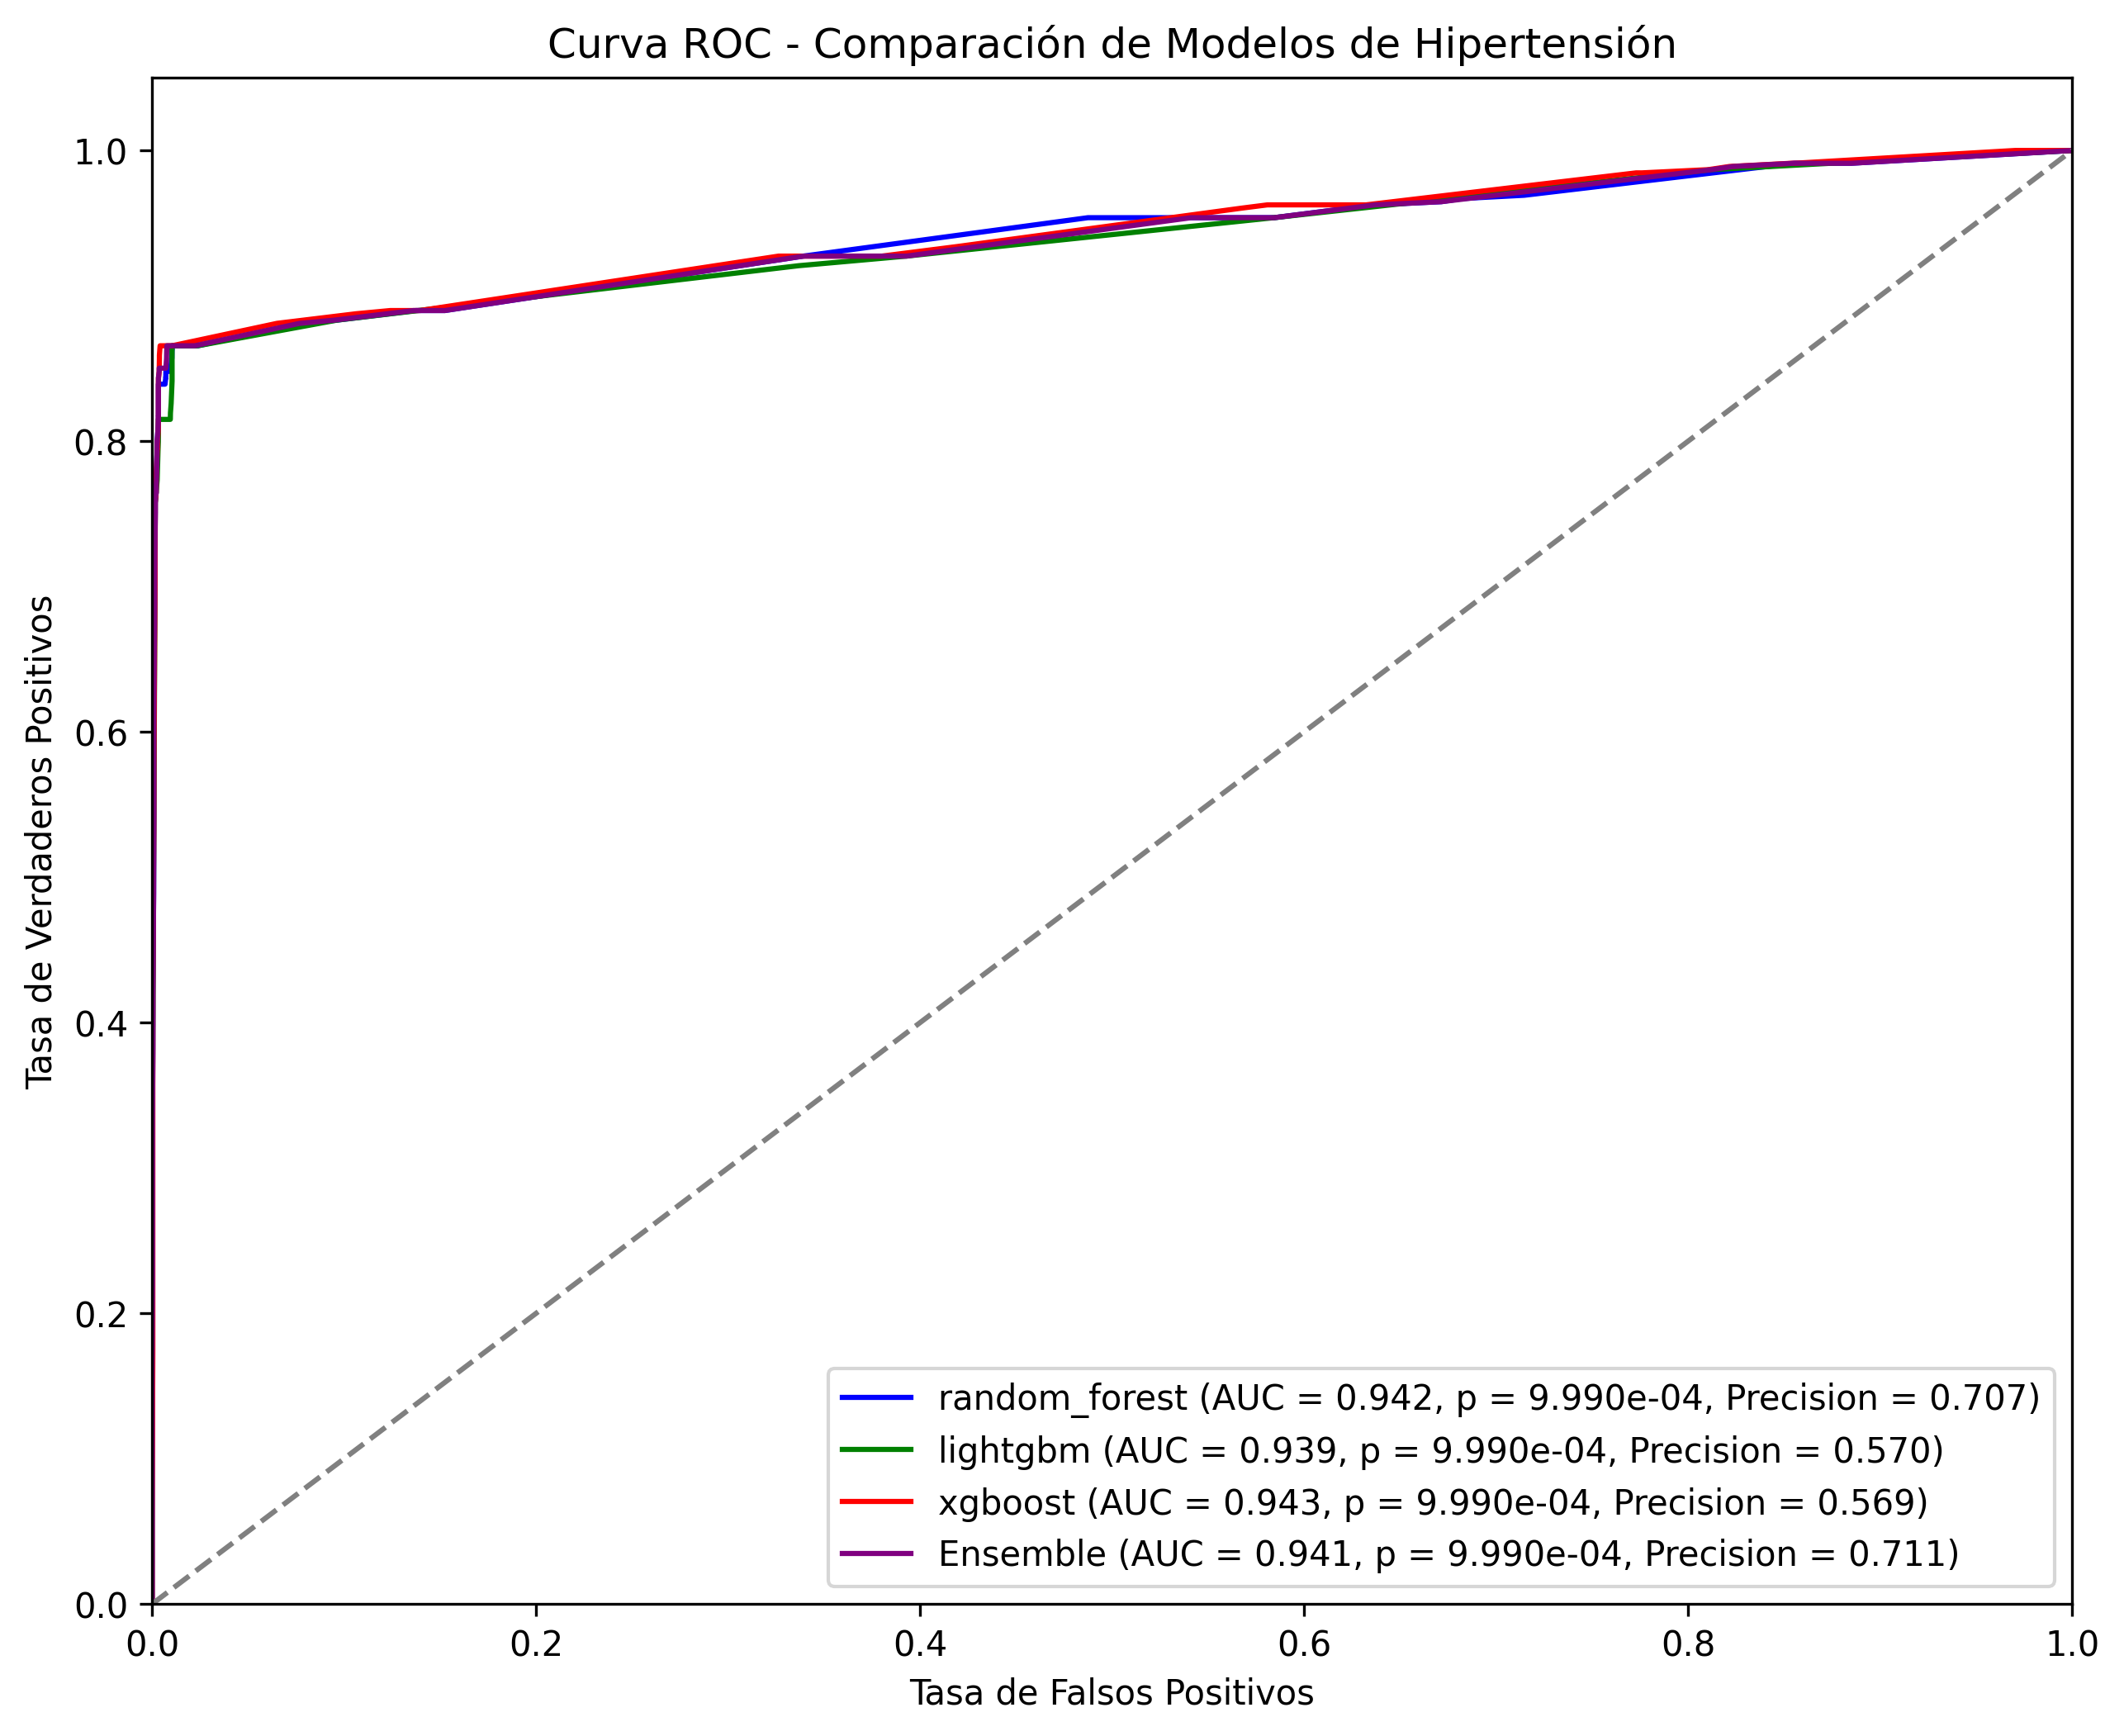 Curva ROC - Comparación de Modelos de Hipertensión
Tasa de Verdaderos Positivos
1.0
0.8
0.6
0.4
0.2
0.0
random_forest (AUC = 0.942, p = 9.990e-04, Precision = 0.707)
lightgbm (AUC = 0.939, p = 9.990e-04, Precision = 0.570)
xgboost (AUC = 0.943, p = 9.990e-04, Precision = 0.569)
Ensemble (AUC = 0.941, p = 9.990e-04, Precision = 0.711)
0.0 0.2 0.4 0.6 0.8 1.0
Tasa de Falsos Positivos